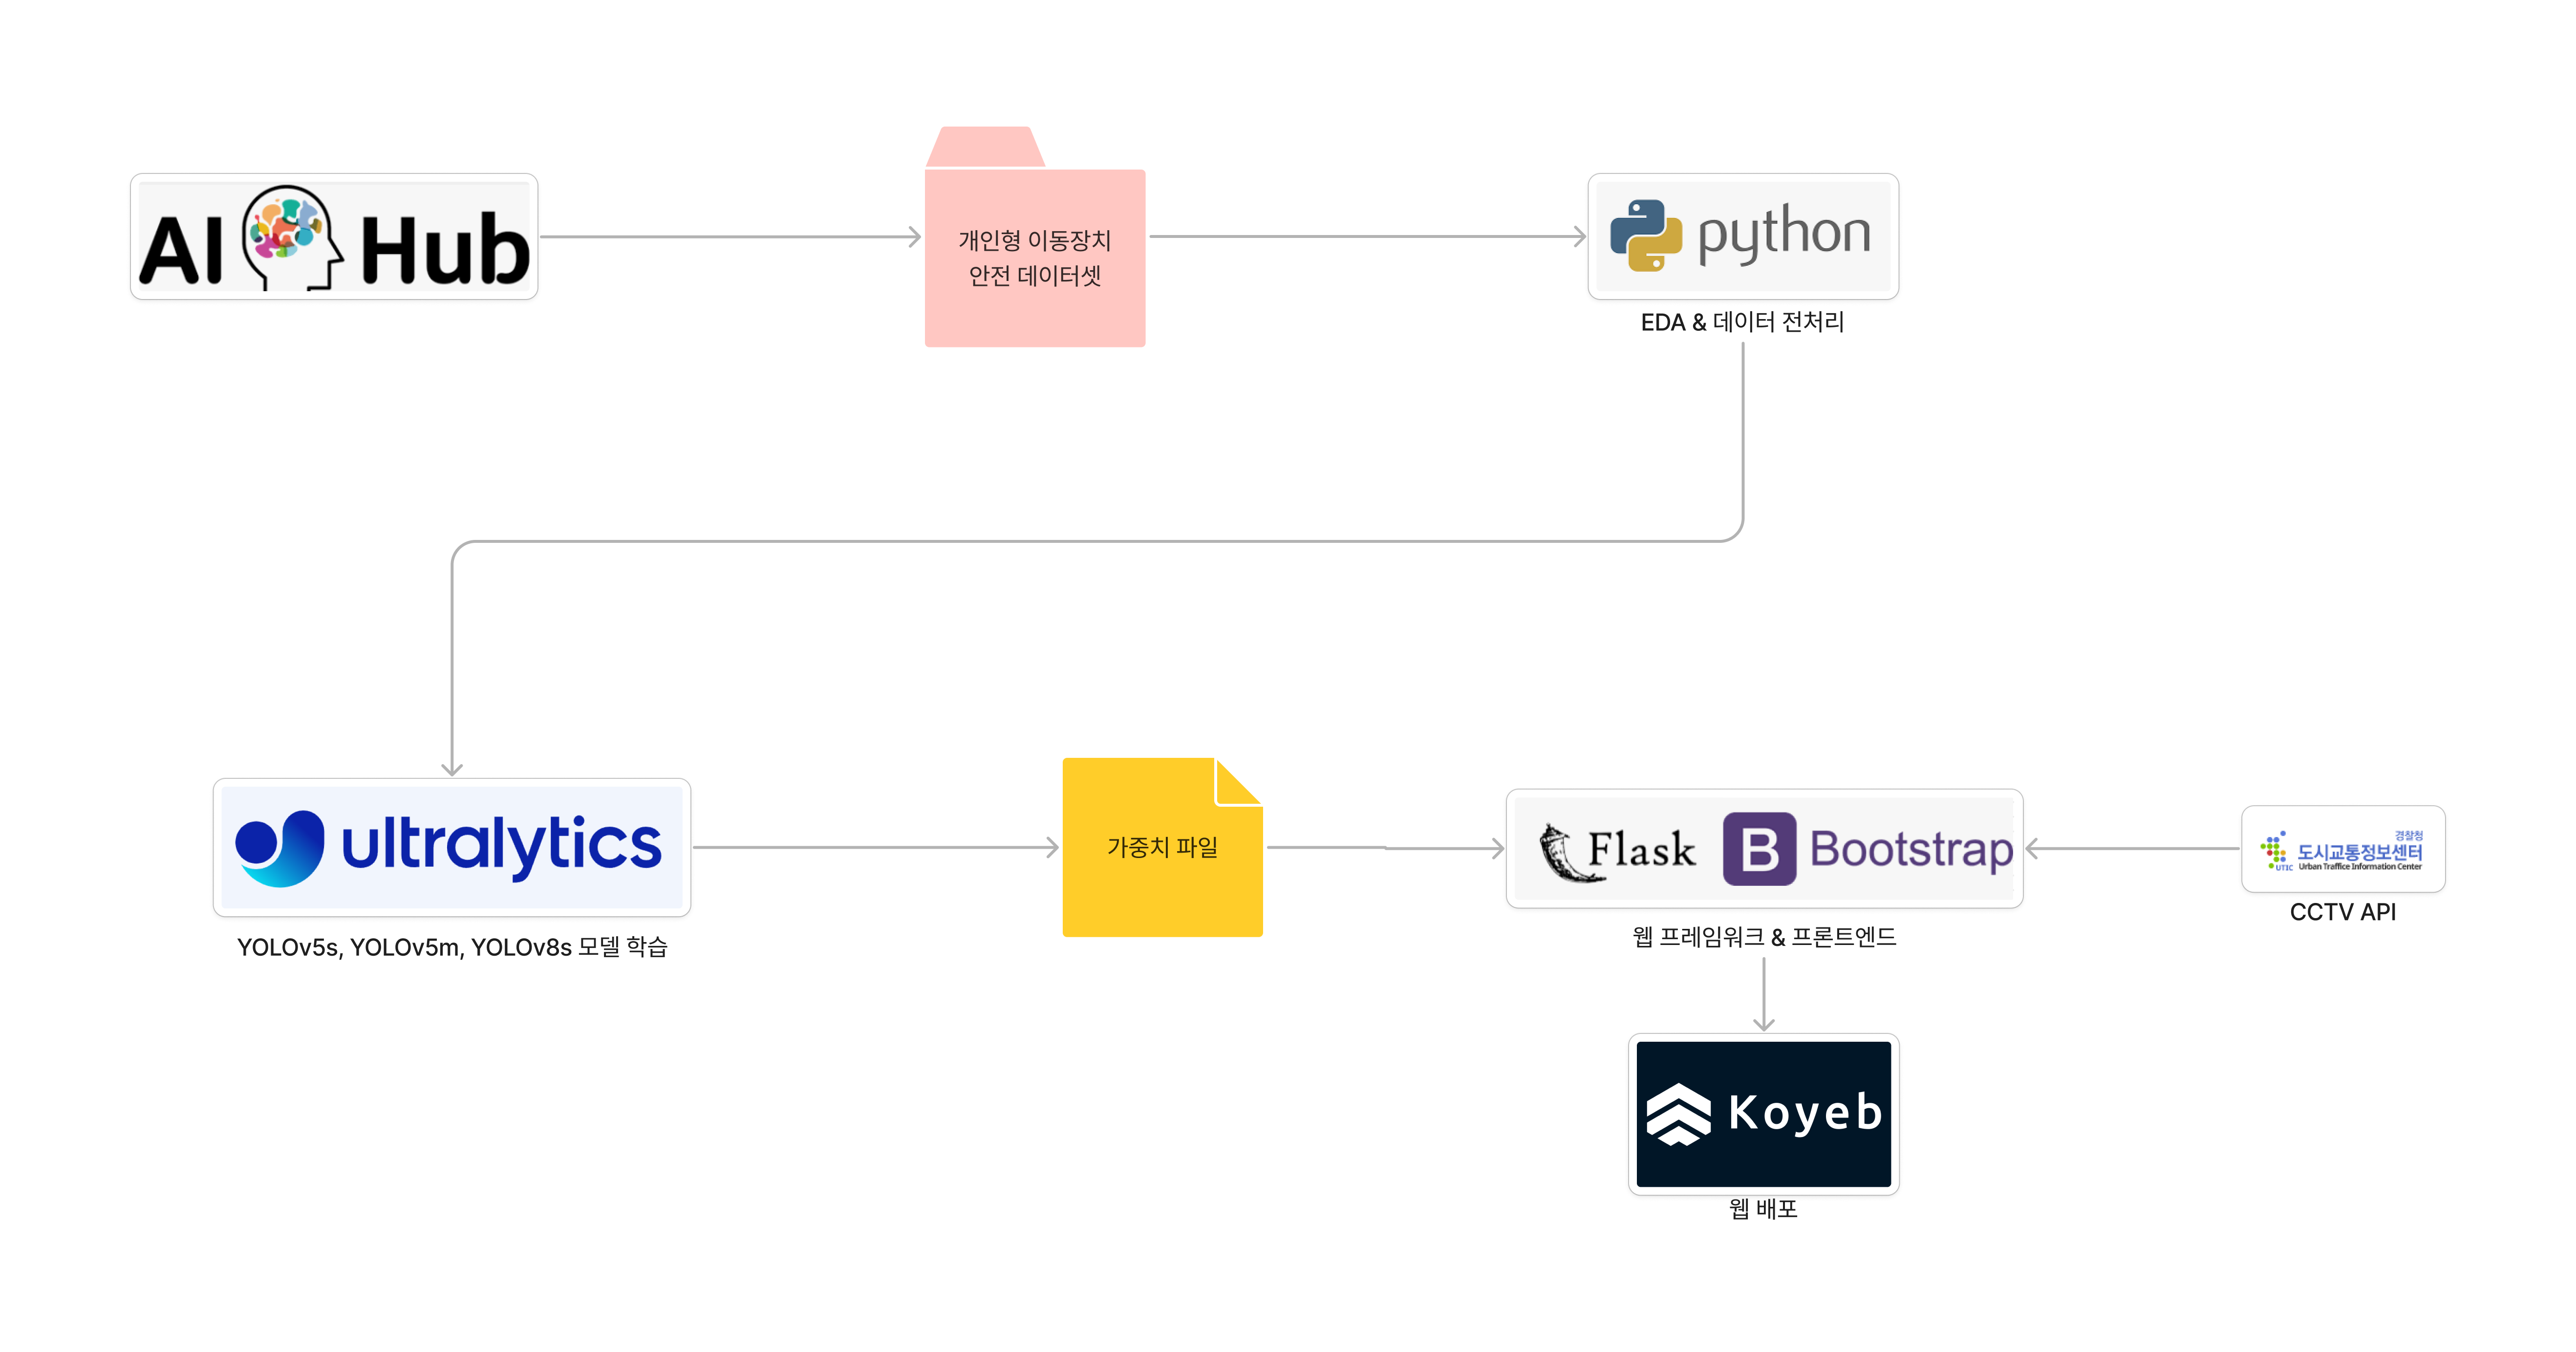 AI Hub
개인형 이동장치
안전 데이터셋
python
EDA & 데이터 전처리
ultralytics
YOLOv5s, YOLOv5m, YOLOv8s 모델 학습
가중치 파일
Flask
B Bootstrap
웹 프레임워크 & 프론트엔드
경찰청
도시교통정보센터
UTIC Urban Traffic Information Center
CCTV API
Koyeb
웹 배포